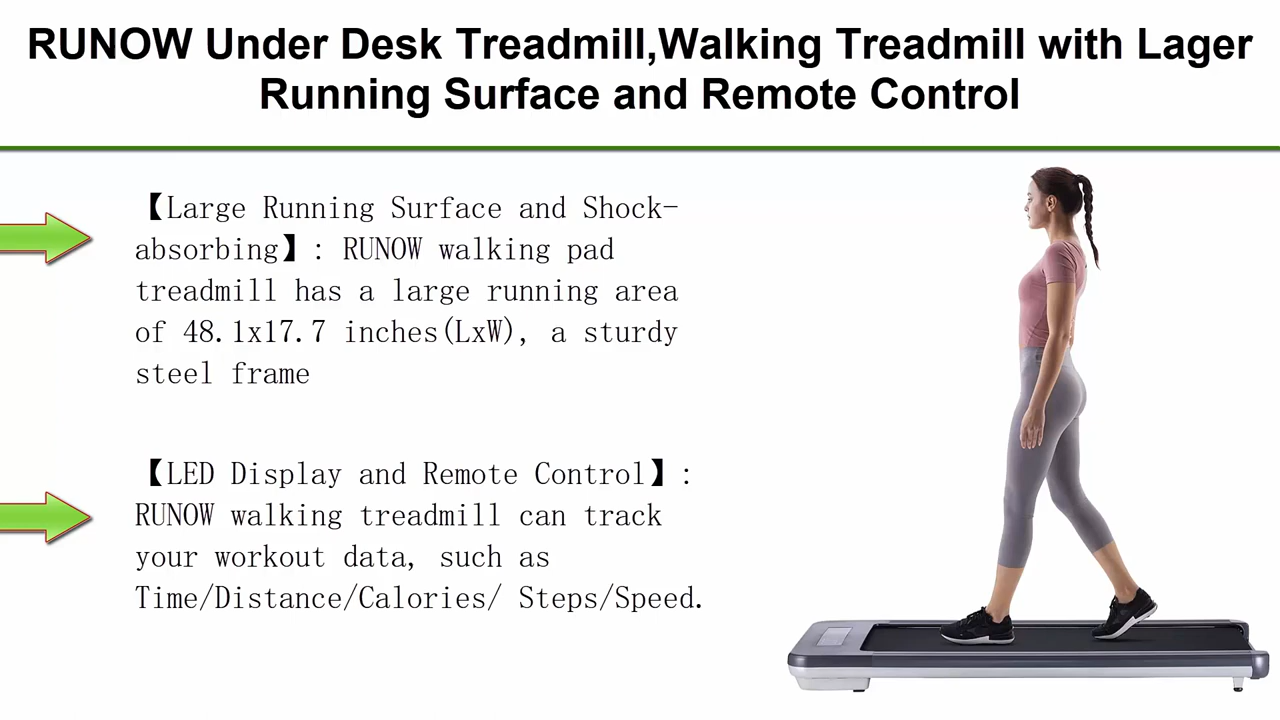 RUNOW Under Desk Treadmill,Walking Treadmill with Lager
Running Surface and Remote Control
【Large Running Surface and Shock-
absorbing】: RUNOW walking pad
treadmill has a large running area
of 48.1x17.7 inches(LxW), a sturdy
steel frame
【LED Display and Remote Control】:
RUNOW walking treadmill can track
your workout data, such as
Time/Distance/Calories/ Steps/Speed.